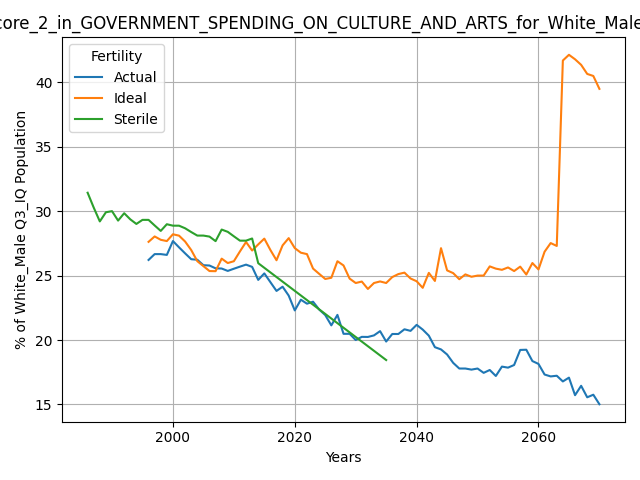 core_2_in_GOVERNMENT_SPENDING_ON_CULTURE_AND_ARTS_for_White_Male
Fertility
Actual
Ideal
Sterile
% of White_Male Q3_IQ Population
40
35
30
25
20
15
2000
2020
2040
2060
Years